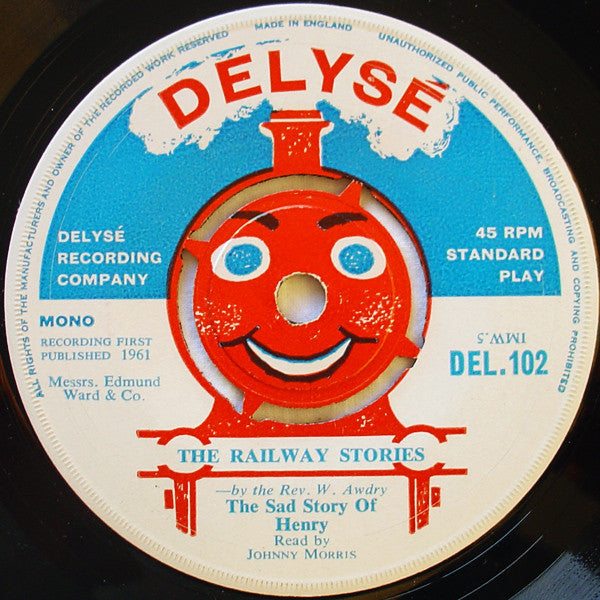 ALL RIGHTS OF THE MANUFACTURERS AND OWNER OF THE RECORDED WORK RESERVED
MADE IN ENGLAND
UNAUTHORIZED PUBLIC PERFORMANCE, BROADCASTING AND COPYING PROHIBITED
DELYSÉ
DELYSÉ
RECORDING
COMPANY
45 RPM
STANDARD
PLAY
MONO
RECORDING FIRST
PUBLISHED 1961
Messrs. Edmund
Ward & Co.
IMW.5
DEL.102
THE RAILWAY STORIES
—by the Rev. W. Awdry
The Sad Story Of
Henry
Read by
JOHNNY MORRIS